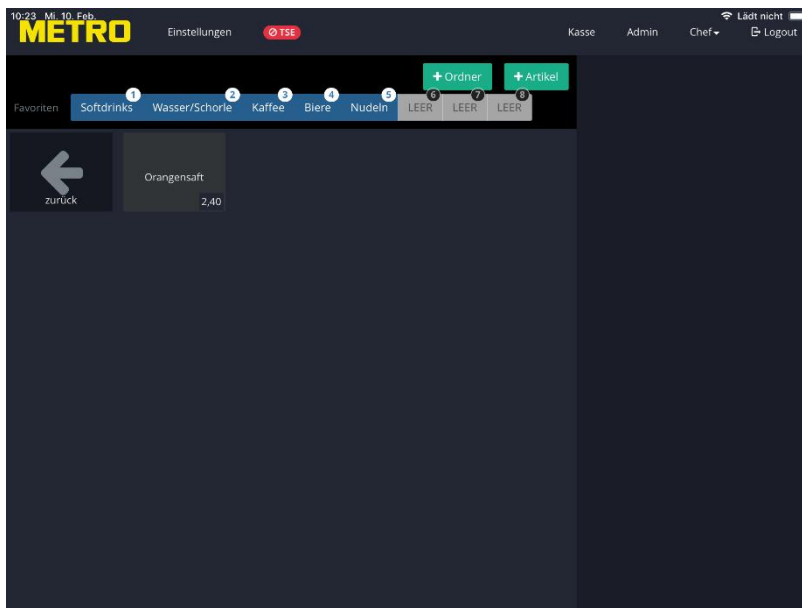 10:23 Mi. 10. Feb. Lädt nicht
METRO Einstellungen TSE Kasse Admin Chef Logout
+ Ordner + Artikel
1 2 3 4 5 6 7 8
Favoriten Softdrinks Wasser/Schorle Kaffee Biere Nudeln LEER LEER LEER
Orangensaft
zurück 2,40